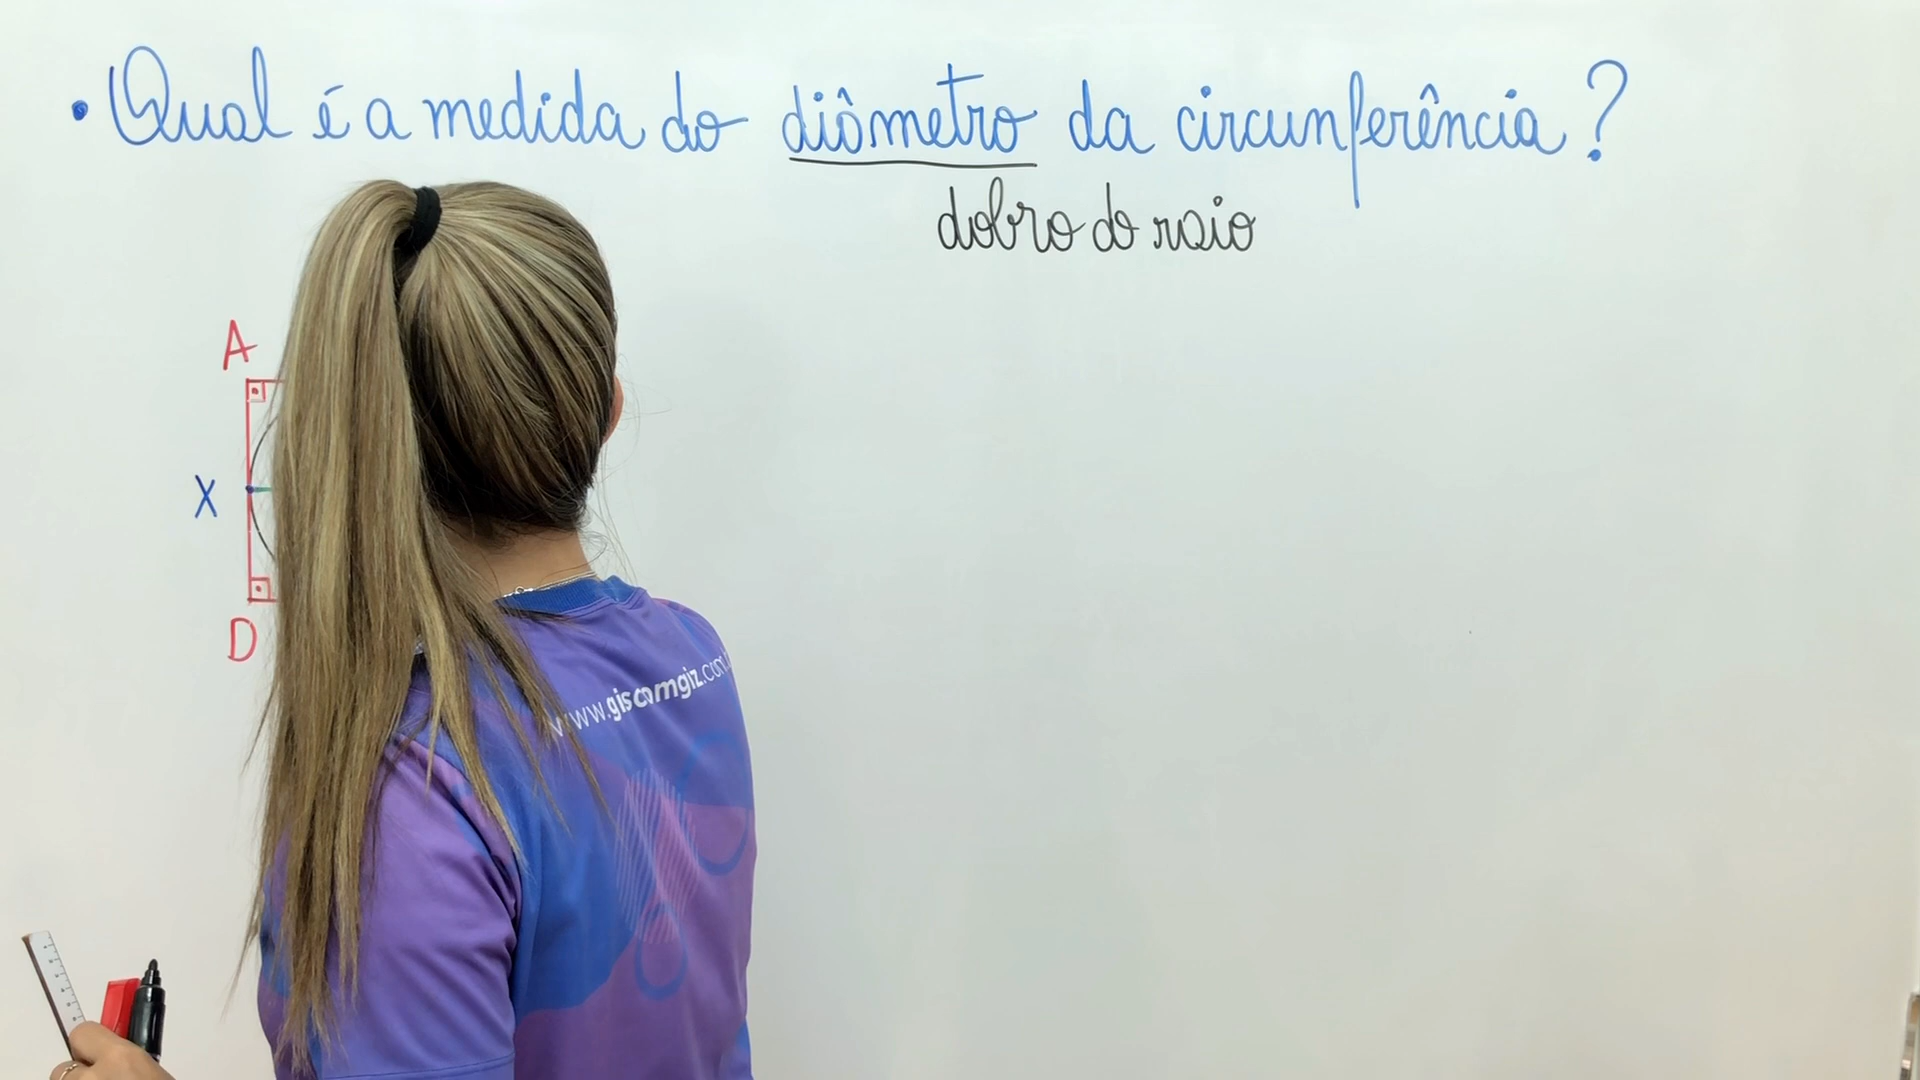 • Qual é a medida do diâmetro da circunferência?
dobro do raio
A
X
D
www.giscomgiz.com